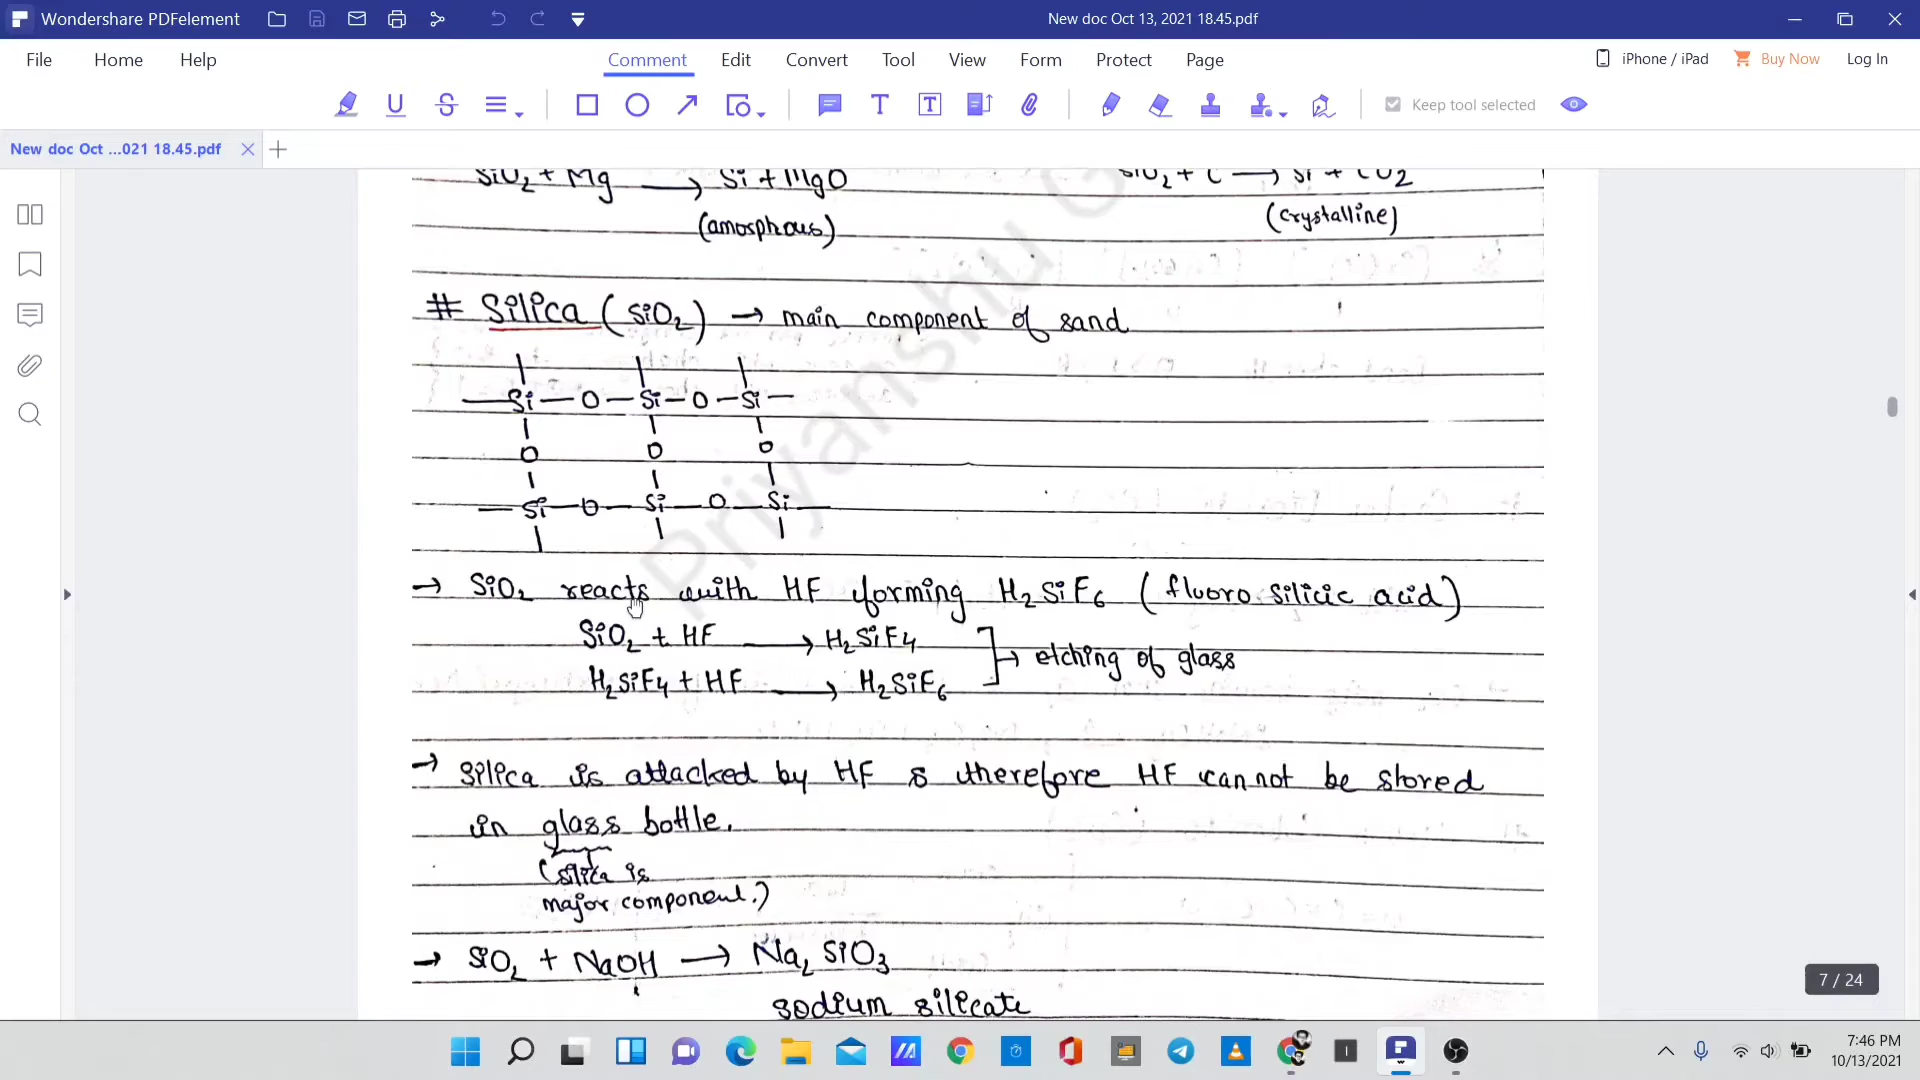 Wondershare PDFelement
New doc Oct 13, 2021 18.45.pdf
File Home Help Comment Edit Convert Tool View Form Protect Page iPhone / iPad Buy Now Log In
Keep tool selected
New doc Oct ...021 18.45.pdf
SiO2 + Mg → Si + MgO SiO2 + C → Si + CO2
(amorphous) (crystalline)
# Silica (SiO2) → main component of sand
— Si — O — Si — O — Si —
O O O
— Si — O — Si — O — Si —
→ SiO2 reacts with HF forming H2SiF6 (fluoro silicic acid)
SiO2 + HF → H2SiF4
→ etching of glass
H2SiF4 + HF → H2SiF6
→ Silica is attacked by HF & therefore HF cannot be stored
in glass bottle.
(silica is
major component.)
→ SiO2 + NaOH → Na2SiO3
sodium silicate
Priyanshu G
7 / 24
7:46 PM
10/13/2021